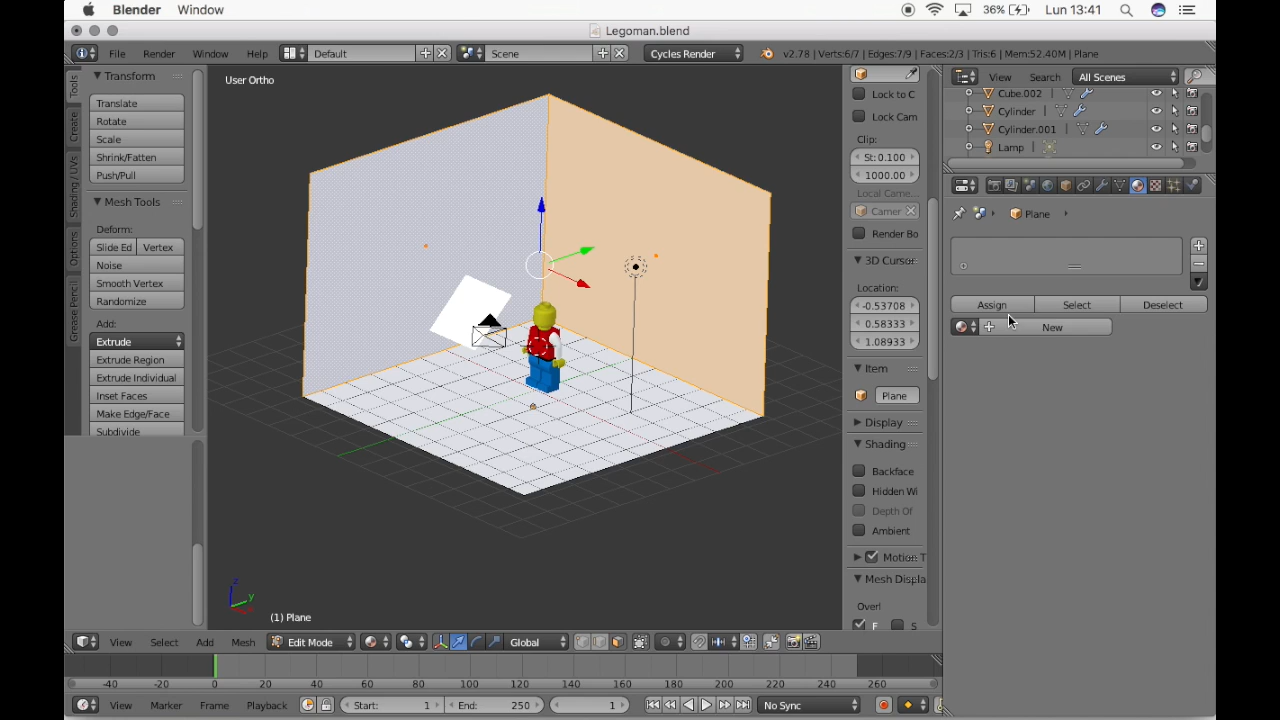 Blender Window 36% Lun 13:41
Legoman.blend
File Render Window Help Default Scene Cycles Render v2.78 | Verts:6/7 | Edges:7/9 | Faces:2/3 | Tris:6 | Mem:52.40M | Plane
View Search All Scenes
Cube.002
Cylinder
Cylinder.001
Lamp
Plane
Assign Select Deselect
New
Tools
Create
Shading / UVs
Options
Grease Pencil
Transform
Translate
Rotate
Scale
Shrink/Fatten
Push/Pull
Mesh Tools
Deform:
Slide Ed Vertex
Noise
Smooth Vertex
Randomize
Add:
Extrude
Extrude Region
Extrude Individual
Inset Faces
Make Edge/Face
Subdivide
User Ortho
z
y
(1) Plane
Lock to C
Lock Cam
Clip:
St: 0.100
1000.00
Local Came...
Camer
Render Bo
3D Cursor
Location:
-0.53708
0.58333
1.08933
Item
Plane
Display
Shading
Backface
Hidden Wi
Depth Of
Ambient
Motion T
Mesh Displa
Overl
F S
View Select Add Mesh Edit Mode Global
-40 -20 0 20 40 60 80 100 120 140 160 180 200 220 240 260
View Marker Frame Playback Start: 1 End: 250 1 No Sync